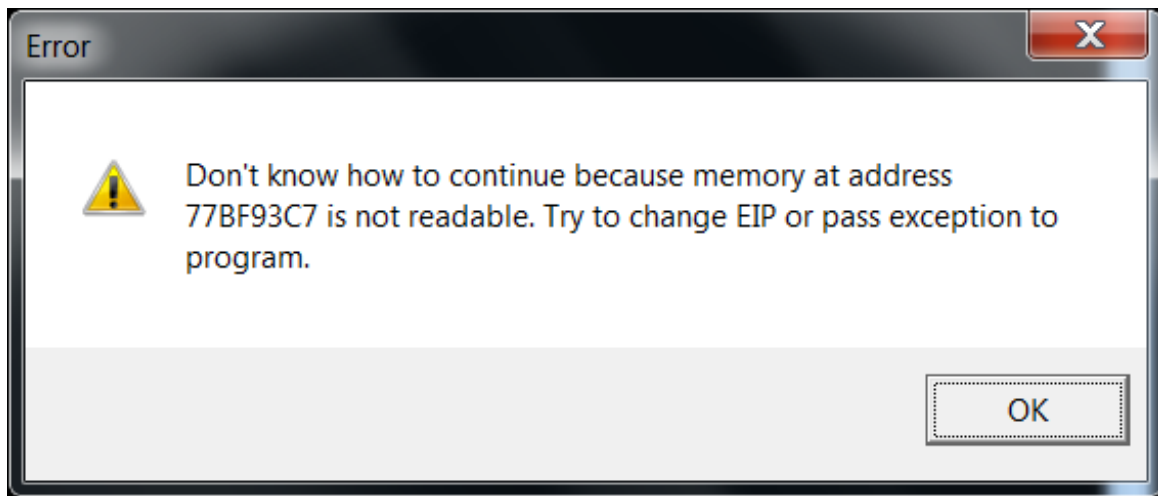 Error
Don't know how to continue because memory at address
77BF93C7 is not readable. Try to change EIP or pass exception to
program.
OK